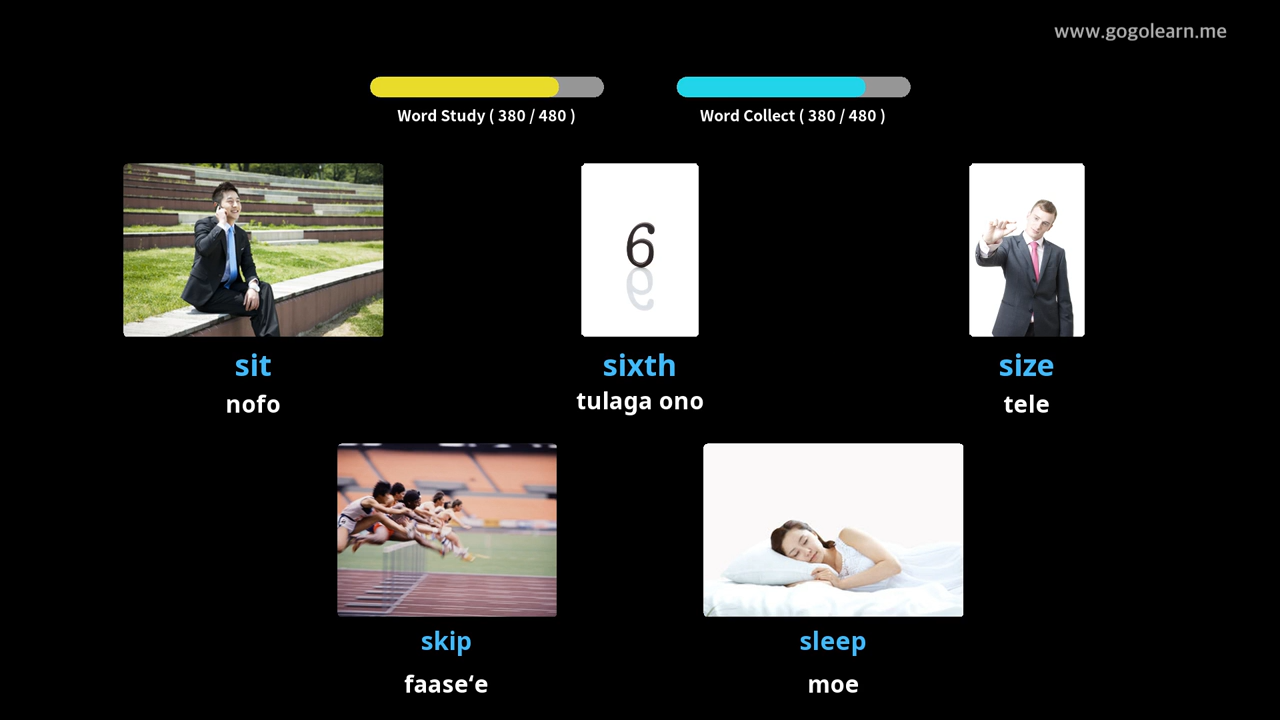 www.gogolearn.me
Word Study ( 380 / 480 )
Word Collect ( 380 / 480 )
6
sit
sixth
size
nofo
tulaga ono
tele
skip
sleep
faase‘e
moe